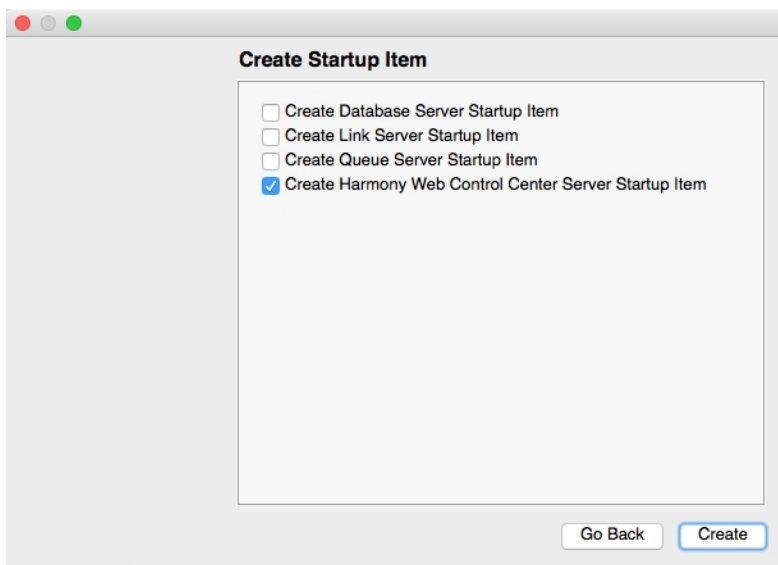 Create Startup Item
Create Database Server Startup Item
Create Link Server Startup Item
Create Queue Server Startup Item
Create Harmony Web Control Center Server Startup Item
Go Back
Create